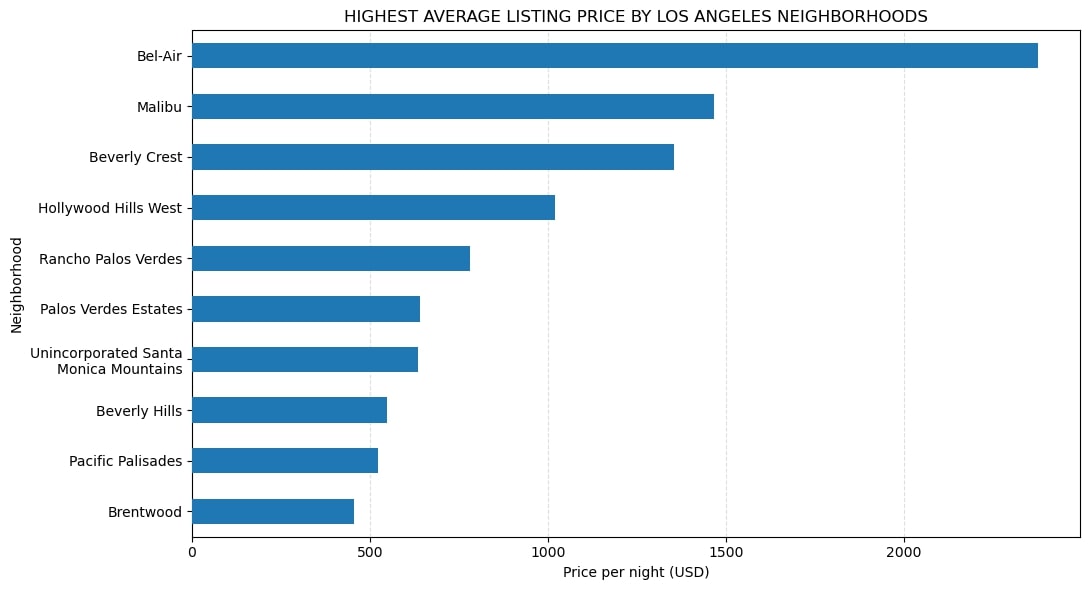 HIGHEST AVERAGE LISTING PRICE BY LOS ANGELES NEIGHBORHOODS
Neighborhood
Bel-Air
Malibu
Beverly Crest
Hollywood Hills West
Rancho Palos Verdes
Palos Verdes Estates
Unincorporated Santa
Monica Mountains
Beverly Hills
Pacific Palisades
Brentwood
0 500 1000 1500 2000
Price per night (USD)